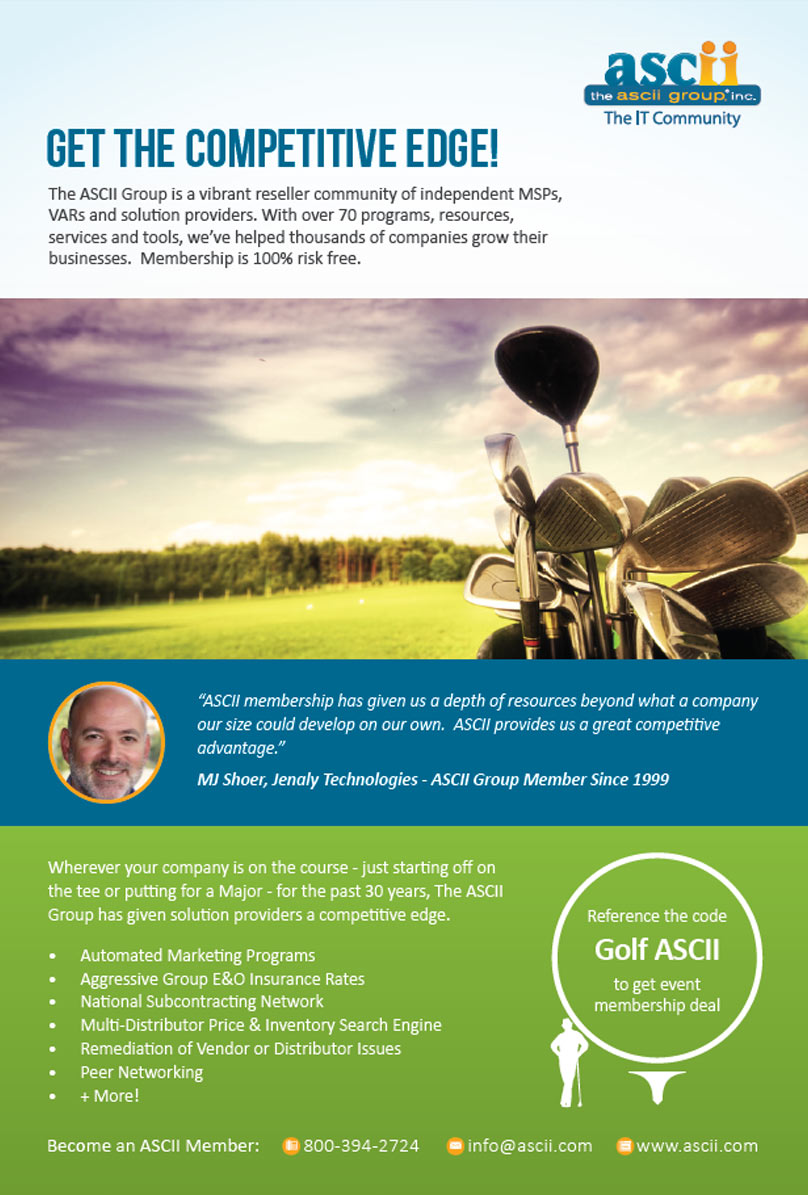 ascii
the ascii group, inc.
The IT Community
GET THE COMPETITIVE EDGE!
The ASCII Group is a vibrant reseller community of independent MSPs,
VARs and solution providers. With over 70 programs, resources,
services and tools, we’ve helped thousands of companies grow their
businesses.  Membership is 100% risk free.
“ASCII membership has given us a depth of resources beyond what a company
our size could develop on our own.  ASCII provides us a great competitive
advantage.”
MJ Shoer, Jenaly Technologies - ASCII Group Member Since 1999
Wherever your company is on the course - just starting off on
the tee or putting for a Major - for the past 30 years, The ASCII
Group has given solution providers a competitive edge.
• Automated Marketing Programs
• Aggressive Group E&O Insurance Rates
• National Subcontracting Network
• Multi-Distributor Price & Inventory Search Engine
• Remediation of Vendor or Distributor Issues
• Peer Networking
• + More!
Reference the code
Golf ASCII
to get event
membership deal
Become an ASCII Member: 800-394-2724 info@ascii.com www.ascii.com